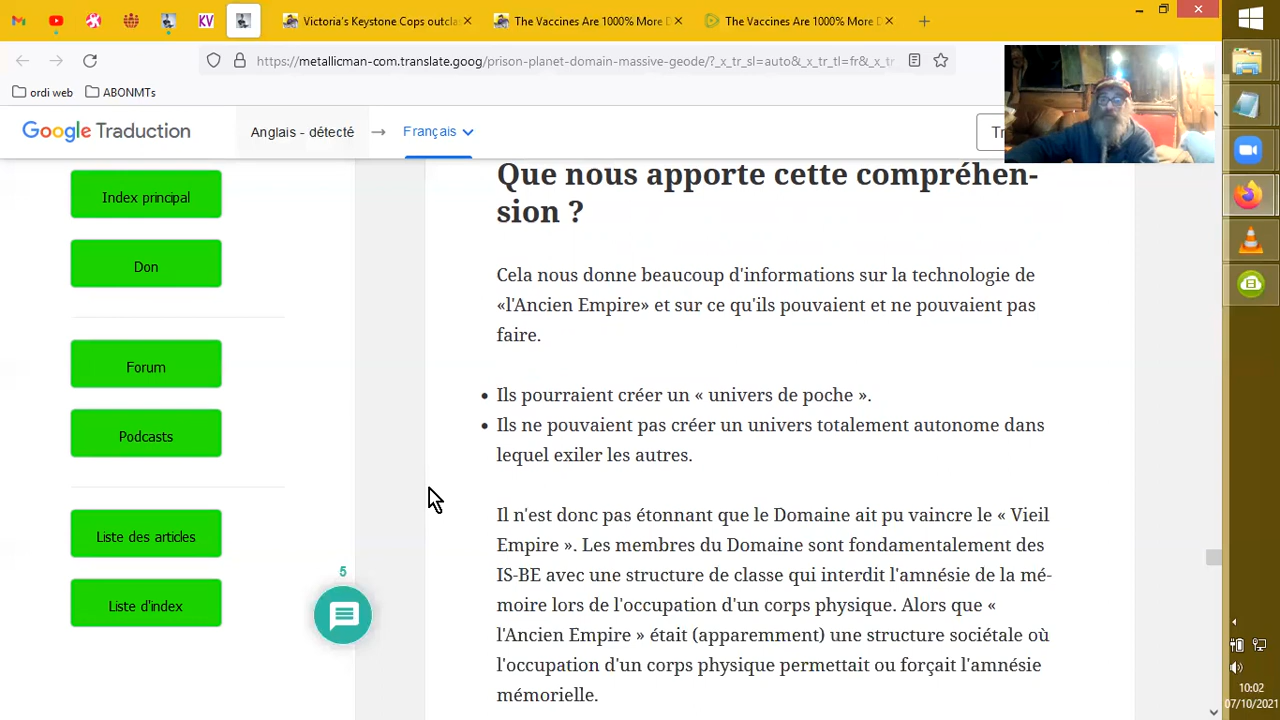 Victoria's Keystone Cops outcla
The Vaccines Are 1000% More D
The Vaccines Are 1000% More D
https://metallicman-com.translate.goog/prison-planet-domain-massive-geode/?_x_tr_sl=auto&_x_tr_tl=fr&_x_tr
ordi web
ABONMTs
Google Traduction
Anglais - détecté
Français
Tr
Index principal
Don
Forum
Podcasts
Liste des articles
Liste d'index
5
Que nous apporte cette compréhen-
sion ?
Cela nous donne beaucoup d'informations sur la technologie de
«l'Ancien Empire» et sur ce qu'ils pouvaient et ne pouvaient pas
faire.
• Ils pourraient créer un « univers de poche ».
• Ils ne pouvaient pas créer un univers totalement autonome dans
lequel exiler les autres.
Il n'est donc pas étonnant que le Domaine ait pu vaincre le « Vieil
Empire ». Les membres du Domaine sont fondamentalement des
IS-BE avec une structure de classe qui interdit l'amnésie de la mé-
moire lors de l'occupation d'un corps physique. Alors que «
l'Ancien Empire » était (apparemment) une structure sociétale où
l'occupation d'un corps physique permettait ou forçait l'amnésie
mémorielle.
10:02
07/10/2021